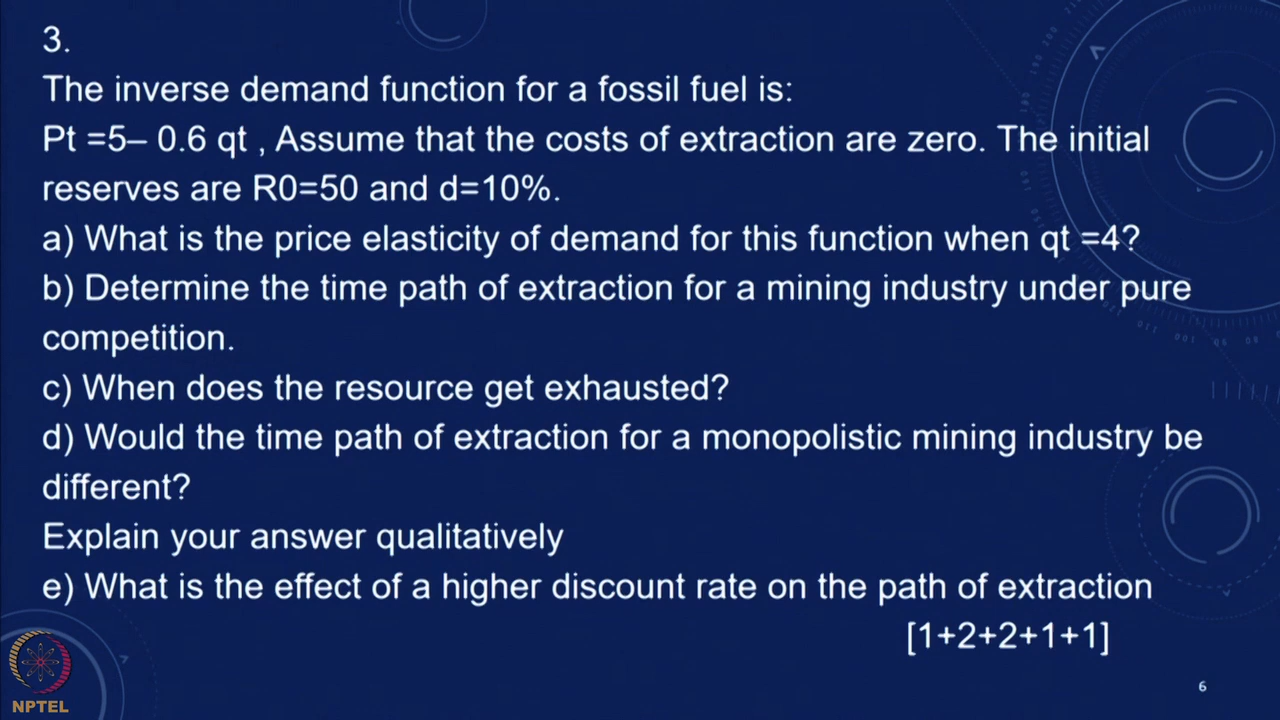 3.
The inverse demand function for a fossil fuel is:
Pt =5– 0.6 qt , Assume that the costs of extraction are zero. The initial
reserves are R0=50 and d=10%.
a) What is the price elasticity of demand for this function when qt =4?
b) Determine the time path of extraction for a mining industry under pure
competition.
c) When does the resource get exhausted?
d) Would the time path of extraction for a monopolistic mining industry be
different?
Explain your answer qualitatively
e) What is the effect of a higher discount rate on the path of extraction
[1+2+2+1+1]
NPTEL
6